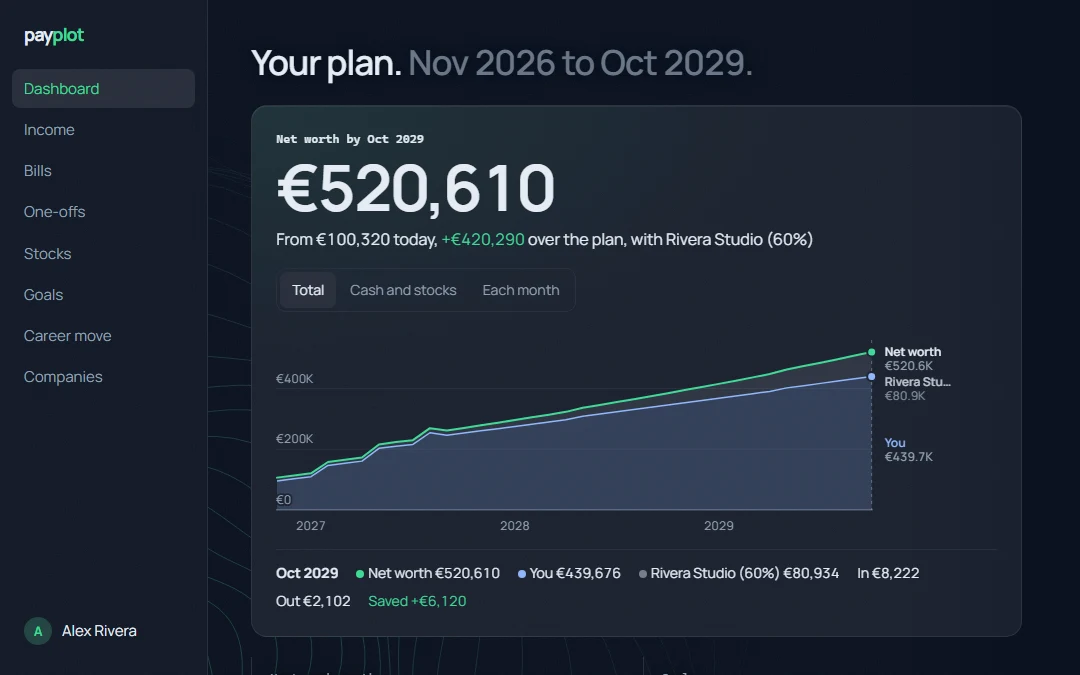 payplot
Dashboard
Income
Bills
One-offs
Stocks
Goals
Career move
Companies
Alex Rivera
A
Your plan. Nov 2026 to Oct 2029.
Net worth by Oct 2029
€520,610
From €100,320 today, +€420,290 over the plan, with Rivera Studio (60%)
Total Cash and stocks Each month
€400K
€200K
€0
2027 2028 2029
Net worth
€520.6K
Rivera Stu...
€80.9K
You
€439.7K
Oct 2029 Net worth €520,610 You €439,676 Rivera Studio (60%) €80,934 In €8,222
Out €2,102 Saved +€6,120